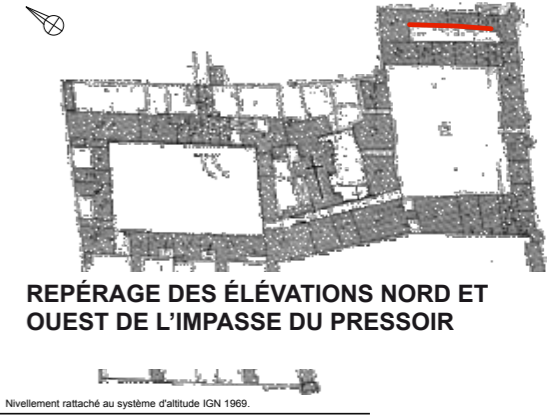 REPÉRAGE DES ÉLÉVATIONS NORD ET
OUEST DE L'IMPASSE DU PRESSOIR
Nivellement rattaché au système d'altitude IGN 1969.